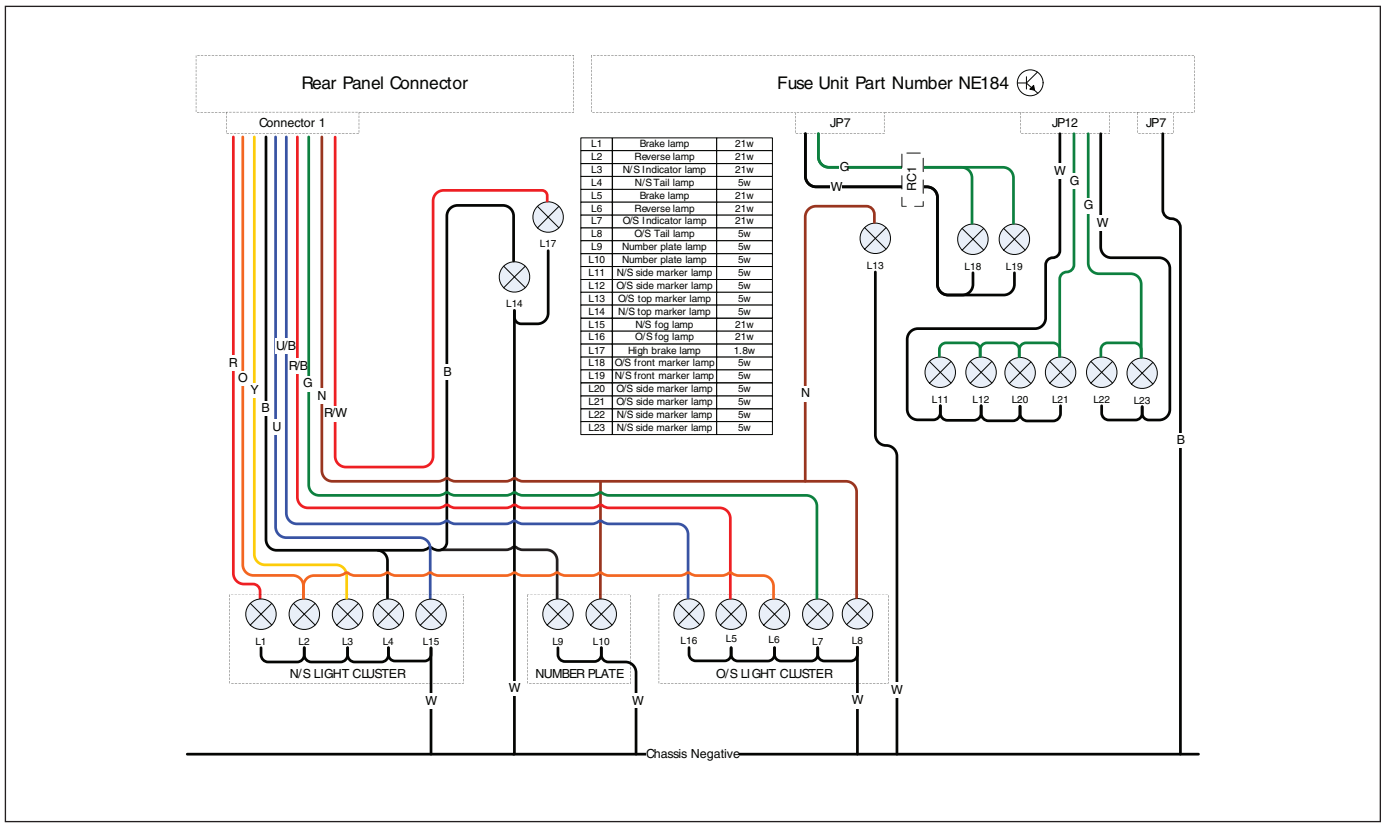 Rear Panel Connector
Fuse Unit Part Number NE184
Connector 1
JP7
JP12
JP7
L1 Brake lamp 21w
L2 Reverse lamp 21w
L3 N/S Indicator lamp 21w
L4 N/S Tail lamp 5w
L5 Brake lamp 21w
L6 Reverse lamp 21w
L7 O/S Indicator lamp 21w
L8 O/S Tail lamp 5w
L9 Number plate lamp 5w
L10 Number plate lamp 5w
L11 N/S side marker lamp 5w
L12 O/S side marker lamp 5w
L13 O/S top marker lamp 5w
L14 N/S top marker lamp 5w
L15 N/S fog lamp 21w
L16 O/S fog lamp 21w
L17 High brake lamp 1.8w
L18 O/S front marker lamp 5w
L19 N/S front marker lamp 5w
L20 O/S side marker lamp 5w
L21 O/S side marker lamp 5w
L22 N/S side marker lamp 5w
L23 N/S side marker lamp 5w
G
W
RC1
W
G
G
W
L17
L14
L13
L18
L19
R
O
Y
B
U
U/B
R/B
G
N
R/W
B
N
L11
L12
L20
L21
L22
L23
B
L1
L2
L3
L4
L15
N/S LIGHT CLUSTER
L9
L10
NUMBER PLATE
L16
L5
L6
L7
L8
O/S LIGHT CLUSTER
W
W
W
W
W
Chassis Negative